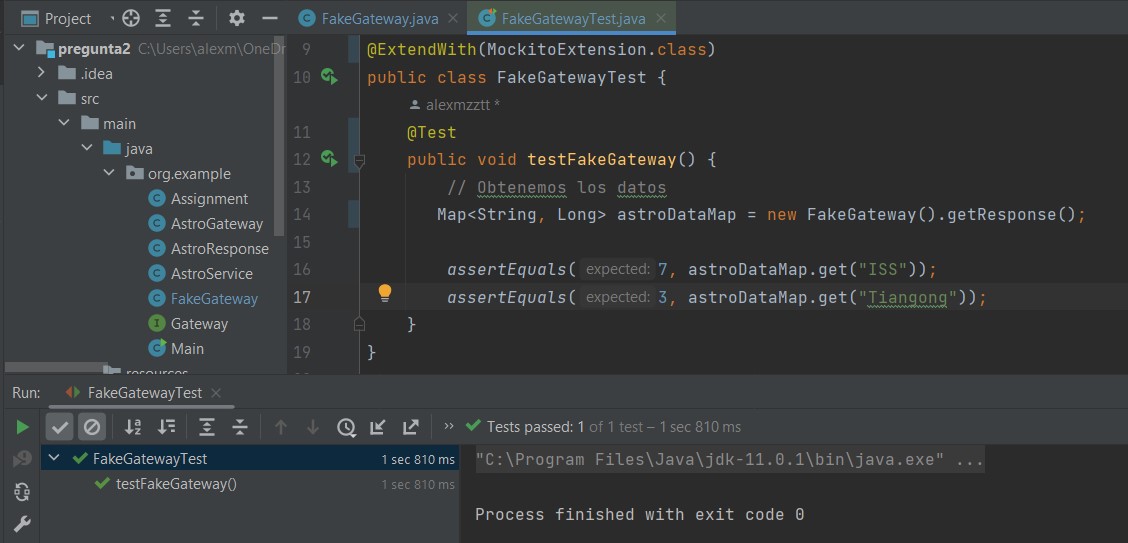 Project
FakeGateway.java
FakeGatewayTest.java
pregunta2 C:\Users\alexm\OneDr
.idea
src
main
java
org.example
Assignment
AstroGateway
AstroResponse
AstroService
FakeGateway
Gateway
Main
resources
9 @ExtendWith(MockitoExtension.class)
10 public class FakeGatewayTest {
alexmzztt *
11 @Test
12 public void testFakeGateway() {
13 // Obtenemos los datos
14 Map<String, Long> astroDataMap = new FakeGateway().getResponse();
15
16 assertEquals( expected: 7, astroDataMap.get("ISS"));
17 assertEquals( expected: 3, astroDataMap.get("Tiangong"));
18 }
19 }
Run: FakeGatewayTest
Tests passed: 1 of 1 test – 1 sec 810 ms
FakeGatewayTest 1 sec 810 ms
testFakeGateway() 1 sec 810 ms
"C:\Program Files\Java\jdk-11.0.1\bin\java.exe" ...
Process finished with exit code 0